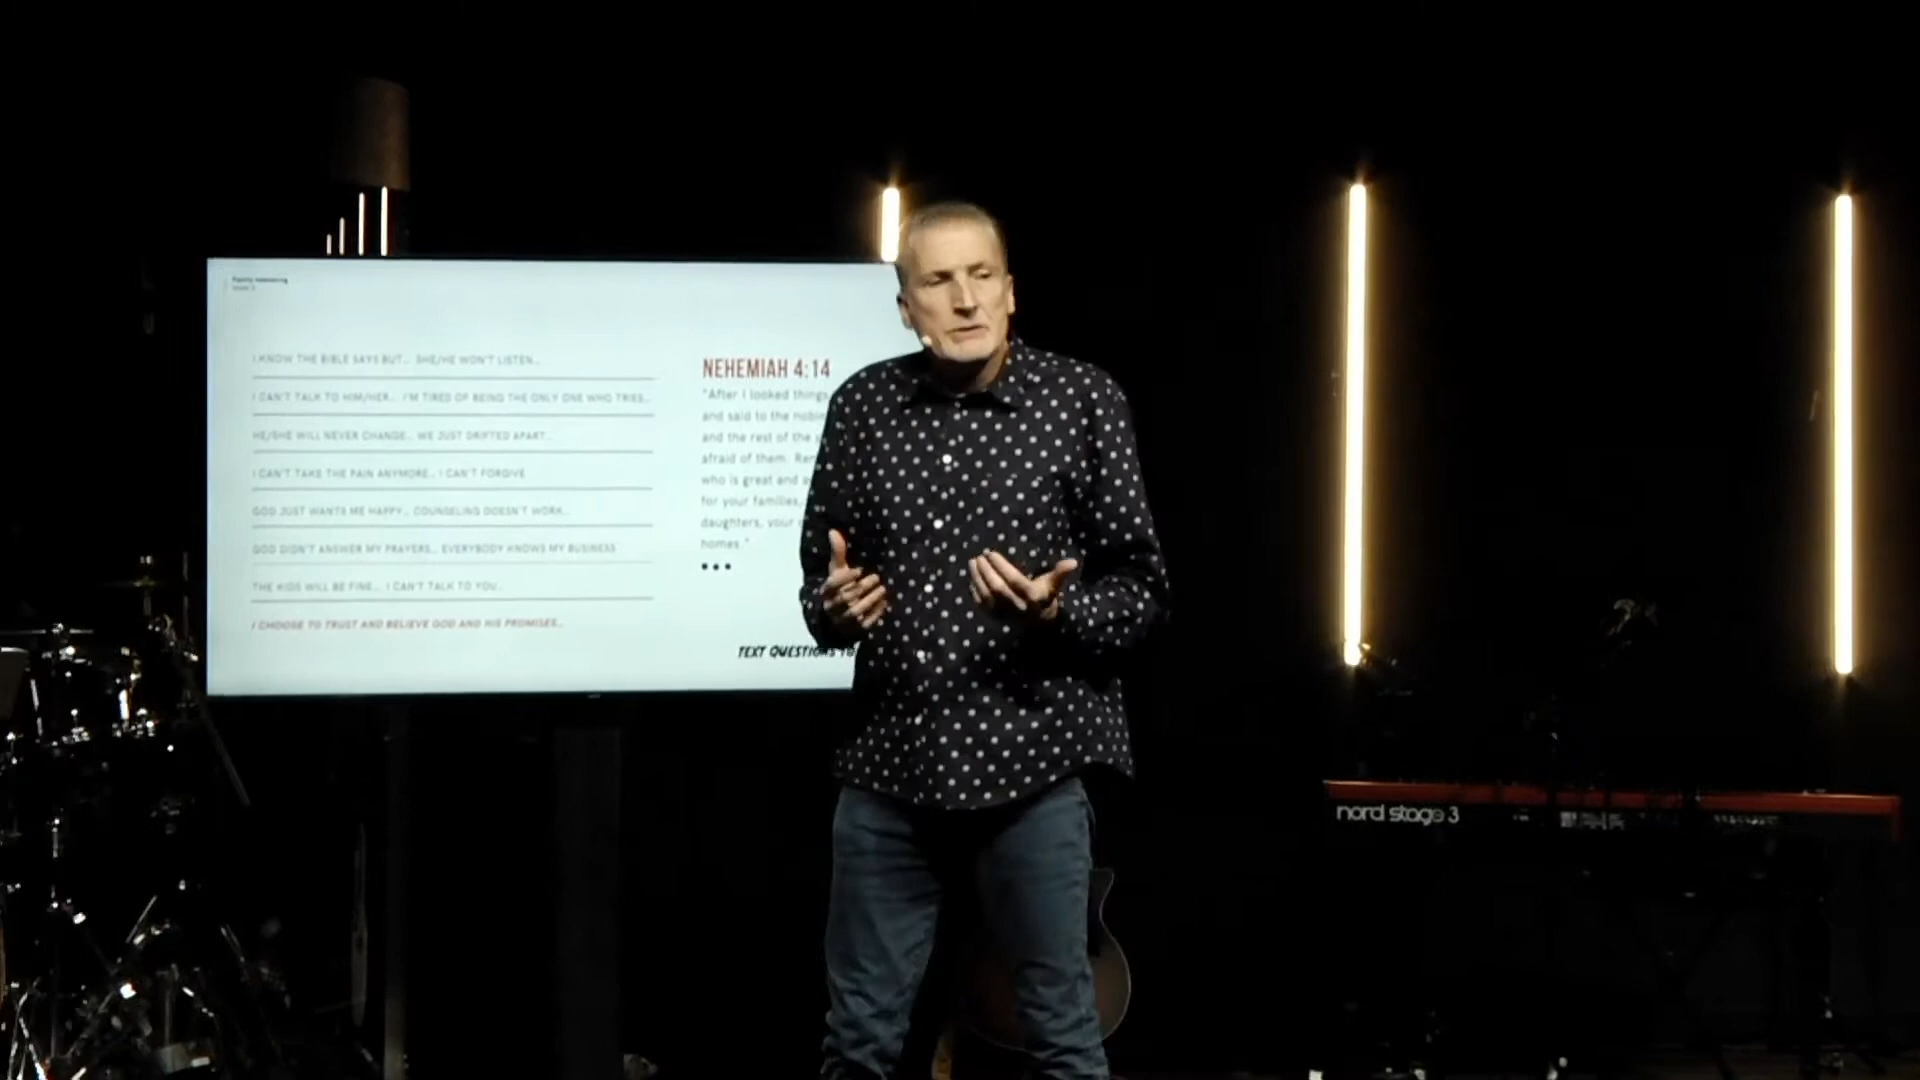 I KNOW THE BIBLE SAYS BUT... SHE/HE WON'T LISTEN...
I CAN'T TALK TO HIM/HER... I'M TIRED OF BEING THE ONLY ONE WHO TRIES...
HE/SHE WILL NEVER CHANGE... WE JUST DRIFTED APART...
I CAN'T TAKE THE PAIN ANYMORE... I CAN'T FORGIVE
GOD JUST WANTS ME HAPPY... COUNSELING DOESN'T WORK...
GOD DIDN'T ANSWER MY PRAYERS... EVERYBODY KNOWS MY BUSINESS
THE KIDS WILL BE FINE... I CAN'T TALK TO YOU...
I CHOOSE TO TRUST AND BELIEVE GOD AND HIS PROMISES...
NEHEMIAH 4:14
"After I looked things
and said to the
and the rest of the
afraid of them.
who is great and
for your families,
daughters, your
homes."
...
TEXT QUESTIONS TO
nord stage 3